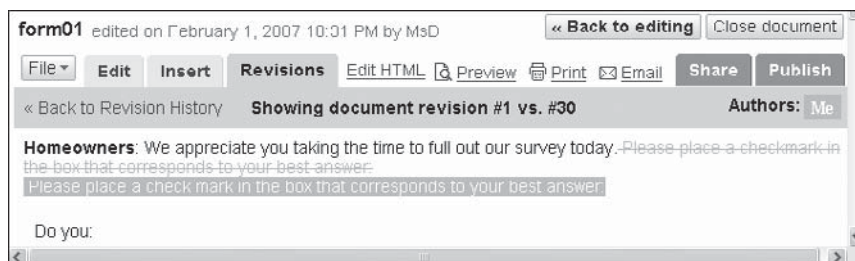 form01 edited on February 1, 2007 10:01 PM by MsD « Back to editing Close document
File Edit Insert Revisions Edit HTML Preview Print Email Share Publish
« Back to Revision History Showing document revision #1 vs. #30 Authors: Me
Homeowners: We appreciate you taking the time to full out our survey today. Please place a checkmark in
the box that corresponds to your best answer:
Please place a check mark in the box that corresponds to your best answer:
Do you: